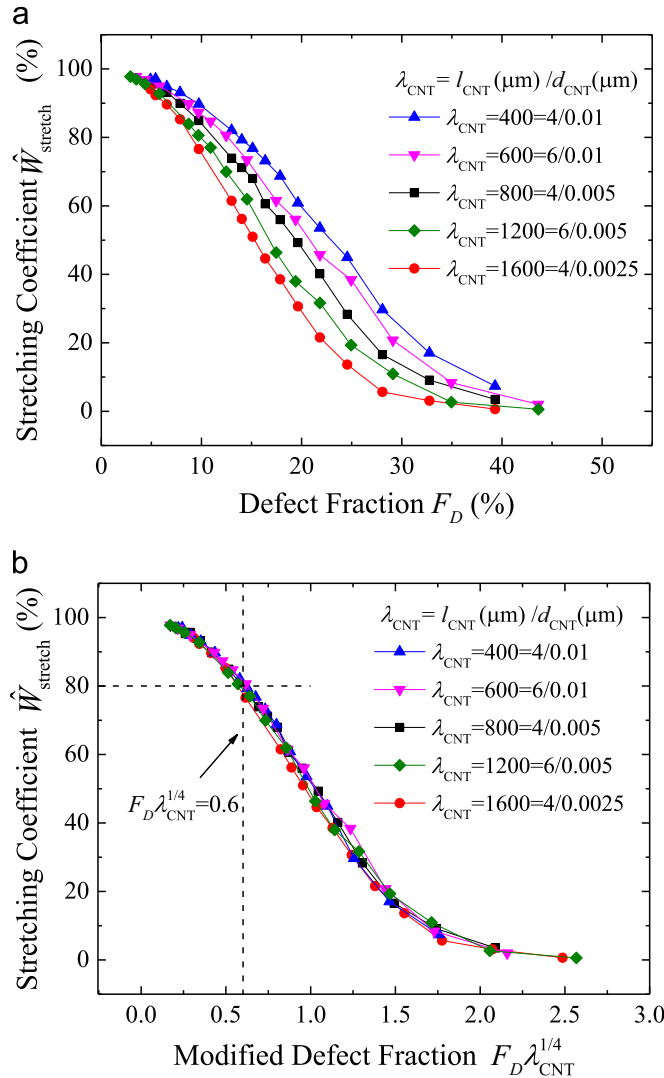 a
Stretching Coefficient Ŵstretch (%)
100
80
60
40
20
0
λCNT= lCNT(μm) /dCNT(μm)
λCNT=400=4/0.01
λCNT=600=6/0.01
λCNT=800=4/0.005
λCNT=1200=6/0.005
λCNT=1600=4/0.0025
0 10 20 30 40 50
Defect Fraction FD (%)
b
Stretching Coefficient Ŵstretch (%)
100
80
60
40
20
0
λCNT= lCNT(μm) /dCNT(μm)
λCNT=400=4/0.01
λCNT=600=6/0.01
λCNT=800=4/0.005
λCNT=1200=6/0.005
λCNT=1600=4/0.0025
FDλCNT^1/4=0.6
0.0 0.5 1.0 1.5 2.0 2.5 3.0
Modified Defect Fraction FDλCNT^1/4